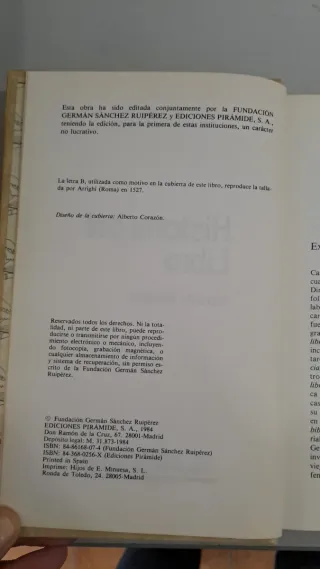 Esta obra ha sido editada conjuntamente por la FUNDACIÓN
GERMÁN SÁNCHEZ RUIPÉREZ y EDICIONES PIRÁMIDE, S. A.,
teniendo la edición, para la primera de estas instituciones, un carácter
no lucrativo.
La letra B, utilizada como motivo en la cubierta de este libro, reproduce la talla-
da por Arrighi (Roma) en 1527.
Diseño de la cubierta: Alberto Corazón.
Reservados todos los derechos. Ni la to-
talidad, ni parte de este libro, puede repro-
ducirse o transmitirse por ningún procedi-
miento electrónico o mecánico, incluyen-
do fotocopia, grabación magnética, o
cualquier almacenamiento de información
y sistema de recuperación, sin permiso es-
crito de la Fundación Germán Sánchez
Ruipérez.
© Fundación Germán Sánchez Ruipérez
EDICIONES PIRÁMIDE, S. A., 1984
Don Ramón de la Cruz, 67. 28001-Madrid
Depósito legal: M. 31.873-1984
ISBN: 84-86168-07-4 (Fundación Germán Sánchez Ruipérez)
ISBN: 84-368-0256-X (Ediciones Pirámide)
Printed in Spain
Imprime: Hijos de E. Minuesa, S. L.
Ronda de Toledo, 24. 28005-Madrid